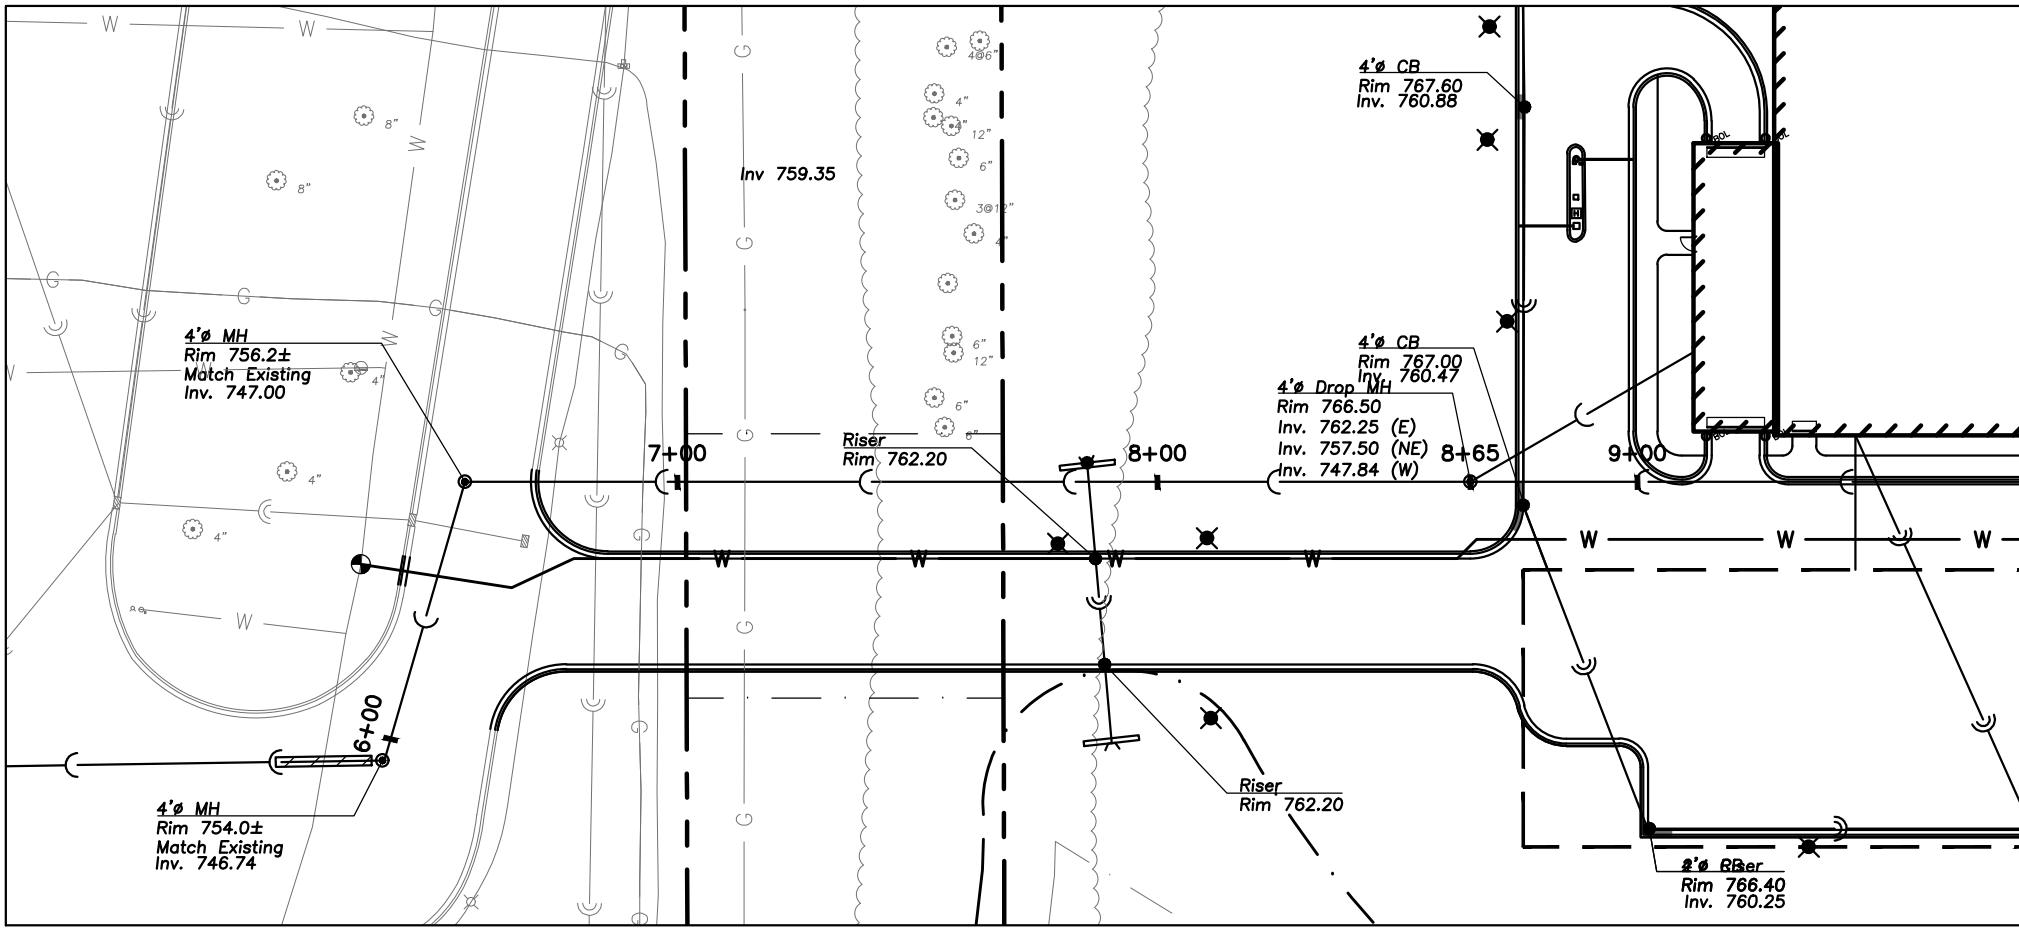 W
W
G
4@6"
4'ø CB
Rim 767.60
Inv. 760.88
4"
4"
12"
8"
W
BOL
6"
Inv 759.35
8"
3@12"
4"
G
G
G
G
G
4'ø MH
Rim 756.2±
Match Existing
Inv. 747.00
W
W
W
4"
G
6"
12"
4'ø CB
Rim 767.00
Inv. 760.47
4'ø Drop MH
Rim 766.50
Inv. 762.25 (E)
Inv. 757.50 (NE)
Inv. 747.84 (W)
6"
6"
G
Riser
Rim 762.20
7+00
8+00
8+65
9+00
4"
4"
G
W
W
W
W
W
W
W
W
G
6+00
G
G
4'ø MH
Rim 754.0±
Match Existing
Inv. 746.74
Riser
Rim 762.20
G
Rim 766.40
Inv. 760.25
G